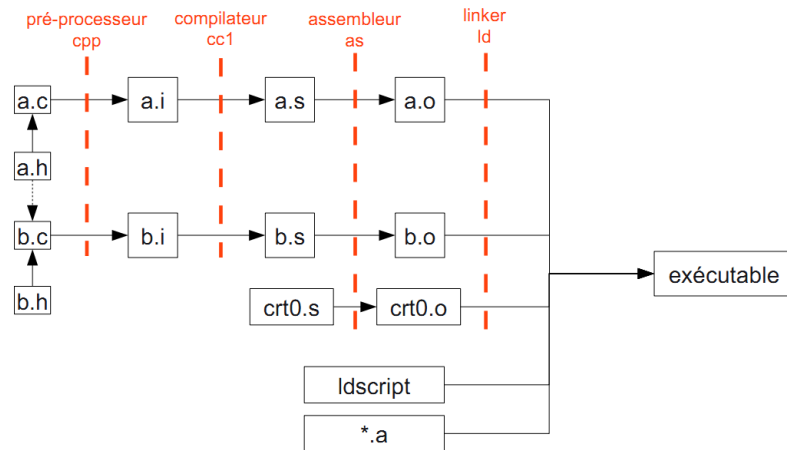 pré-processeur
cpp
compilateur
cc1
assembleur
as
linker
ld
a.c
a.i
a.s
a.o
a.h
b.c
b.i
b.s
b.o
exécutable
b.h
crt0.s
crt0.o
ldscript
*.a